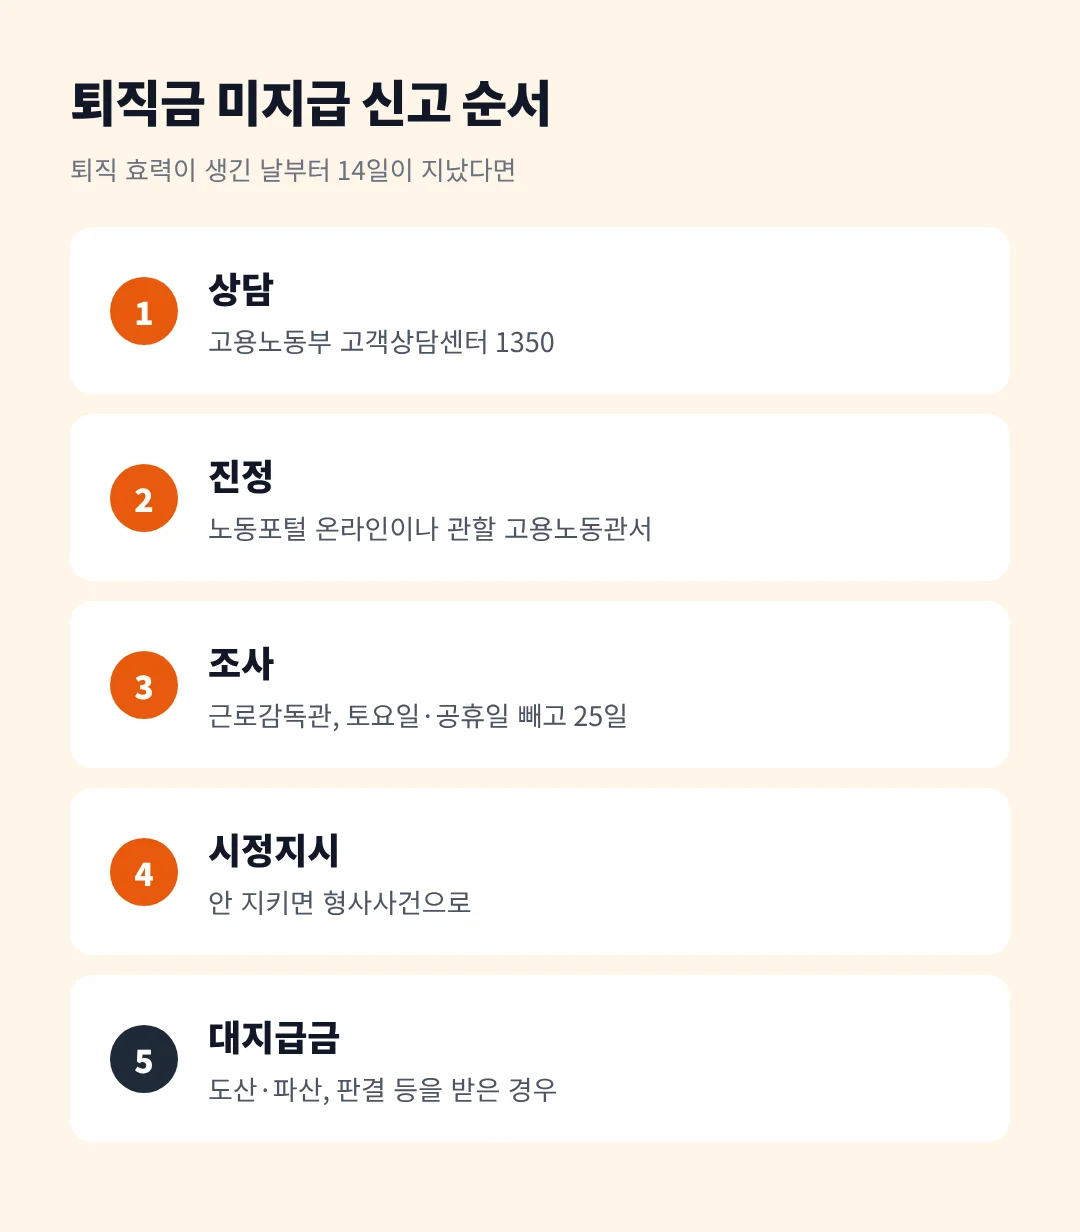 퇴직금 미지급 신고 순서
퇴직 효력이 생긴 날부터 14일이 지났다면
1
상담
고용노동부 고객상담센터 1350
2
진정
노동포털 온라인이나 관할 고용노동관서
3
조사
근로감독관, 토요일·공휴일 빼고 25일
4
시정지시
안 지키면 형사사건으로
5
대지급금
도산·파산, 판결 등을 받은 경우